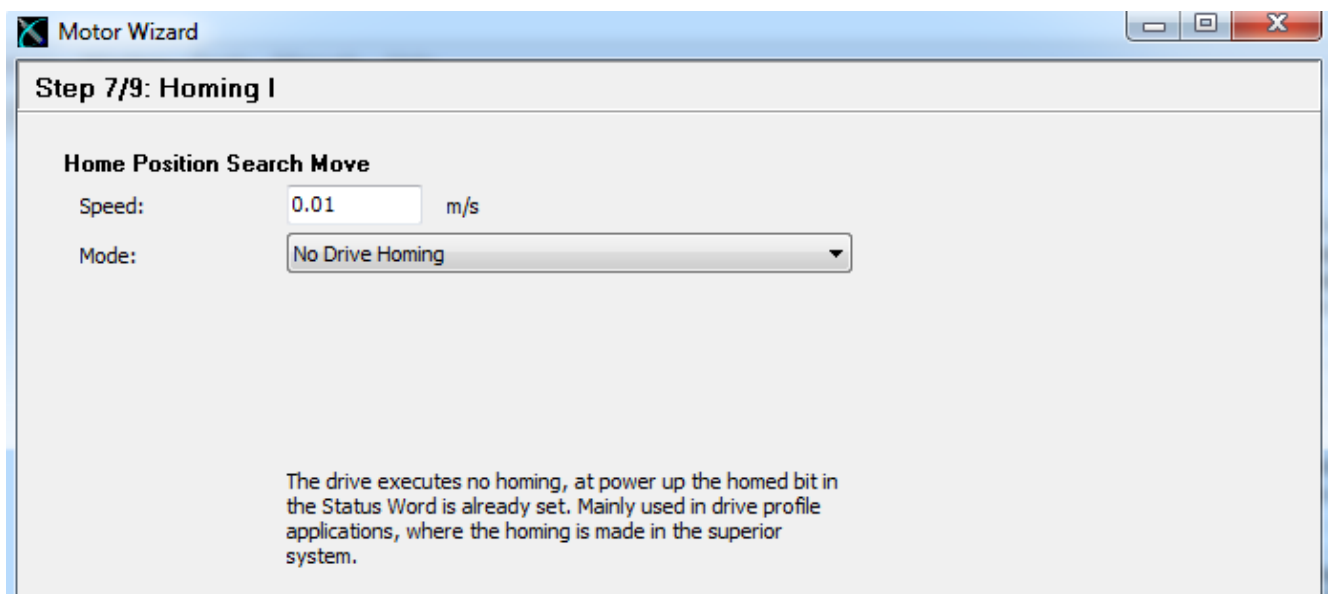 Motor Wizard
Step 7/9: Homing I
Home Position Search Move
Speed: 0.01 m/s
Mode: No Drive Homing
The drive executes no homing, at power up the homed bit in
the Status Word is already set. Mainly used in drive profile
applications, where the homing is made in the superior
system.